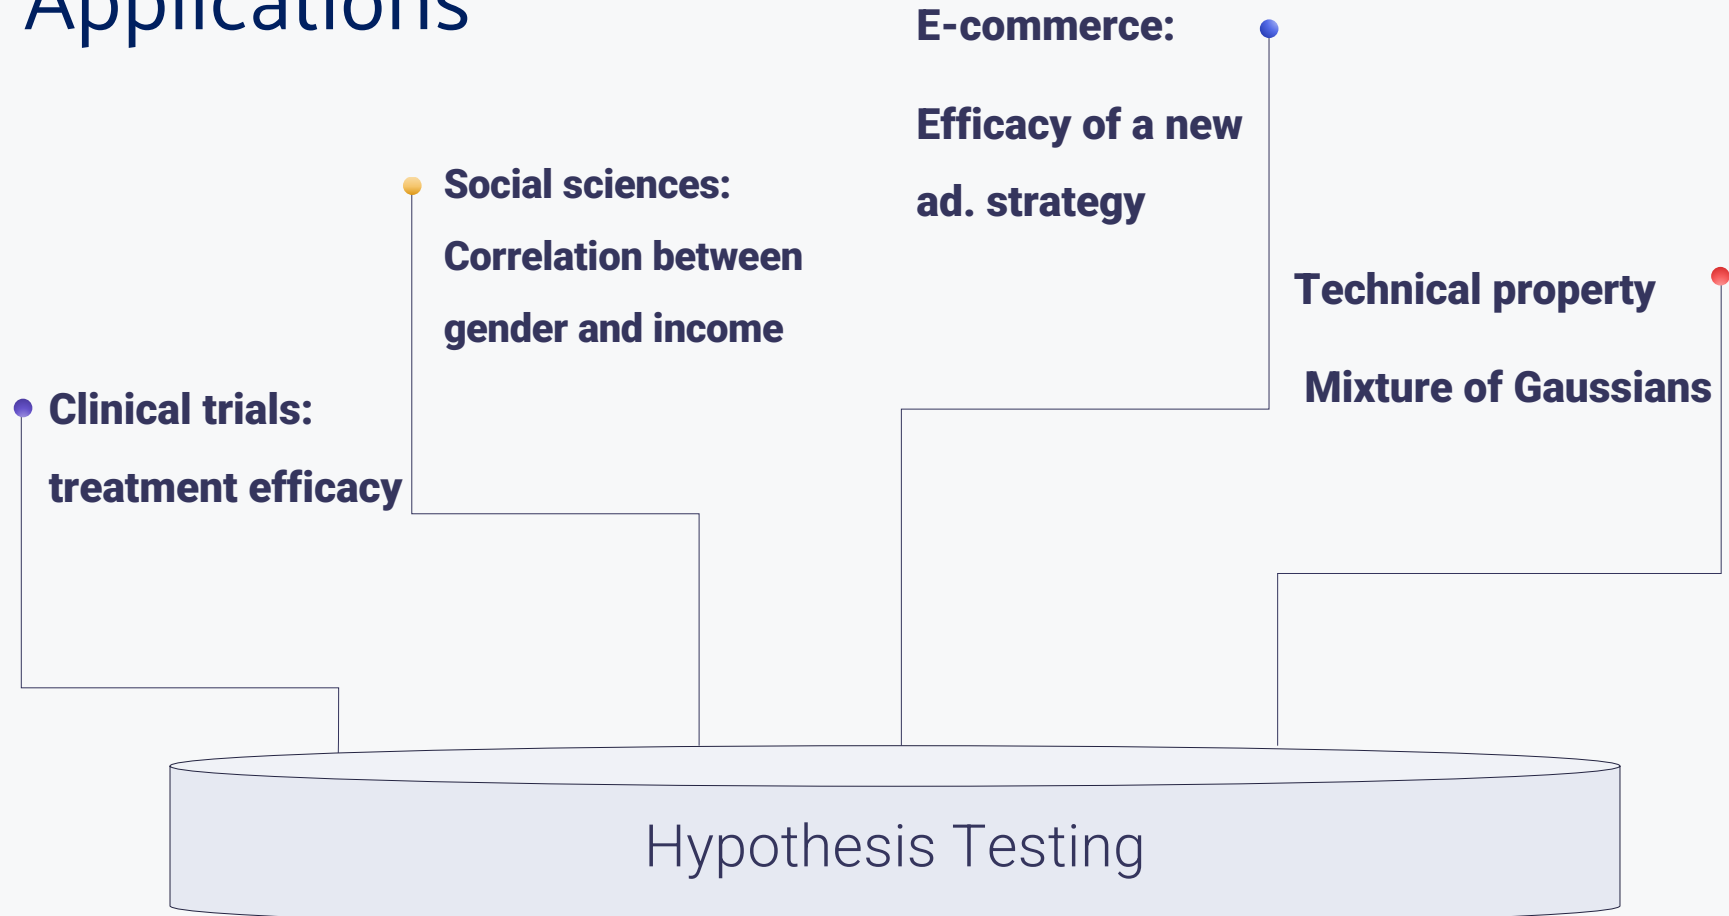 Applications
E-commerce:
Efficacy of a new
ad. strategy
Social sciences:
Correlation between
gender and income
Technical property
Mixture of Gaussians
Clinical trials:
treatment efficacy
Hypothesis Testing